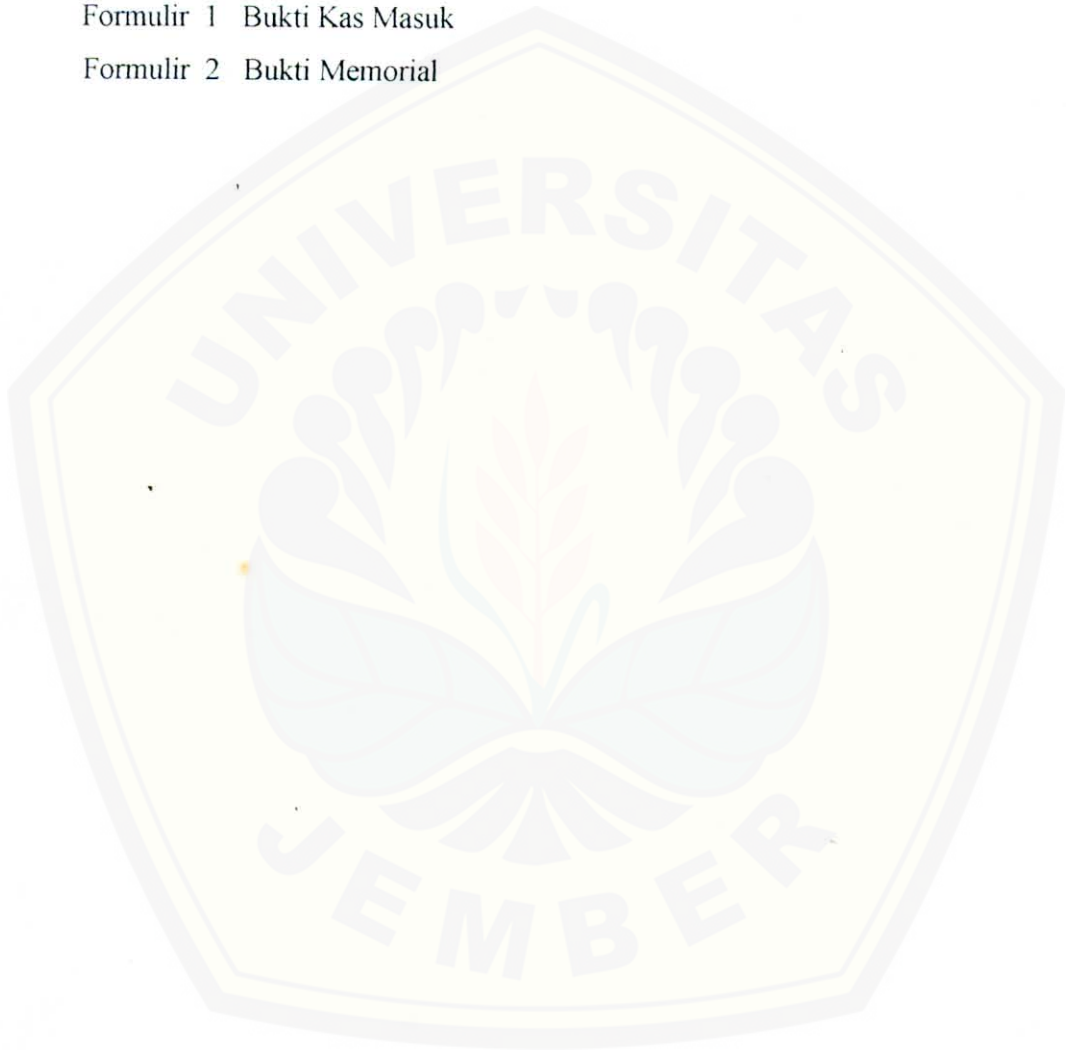 Formulir 1 Bukti Kas Masuk
Formulir 2 Bukti Memorial
UNIVERSITAS
JEMBER